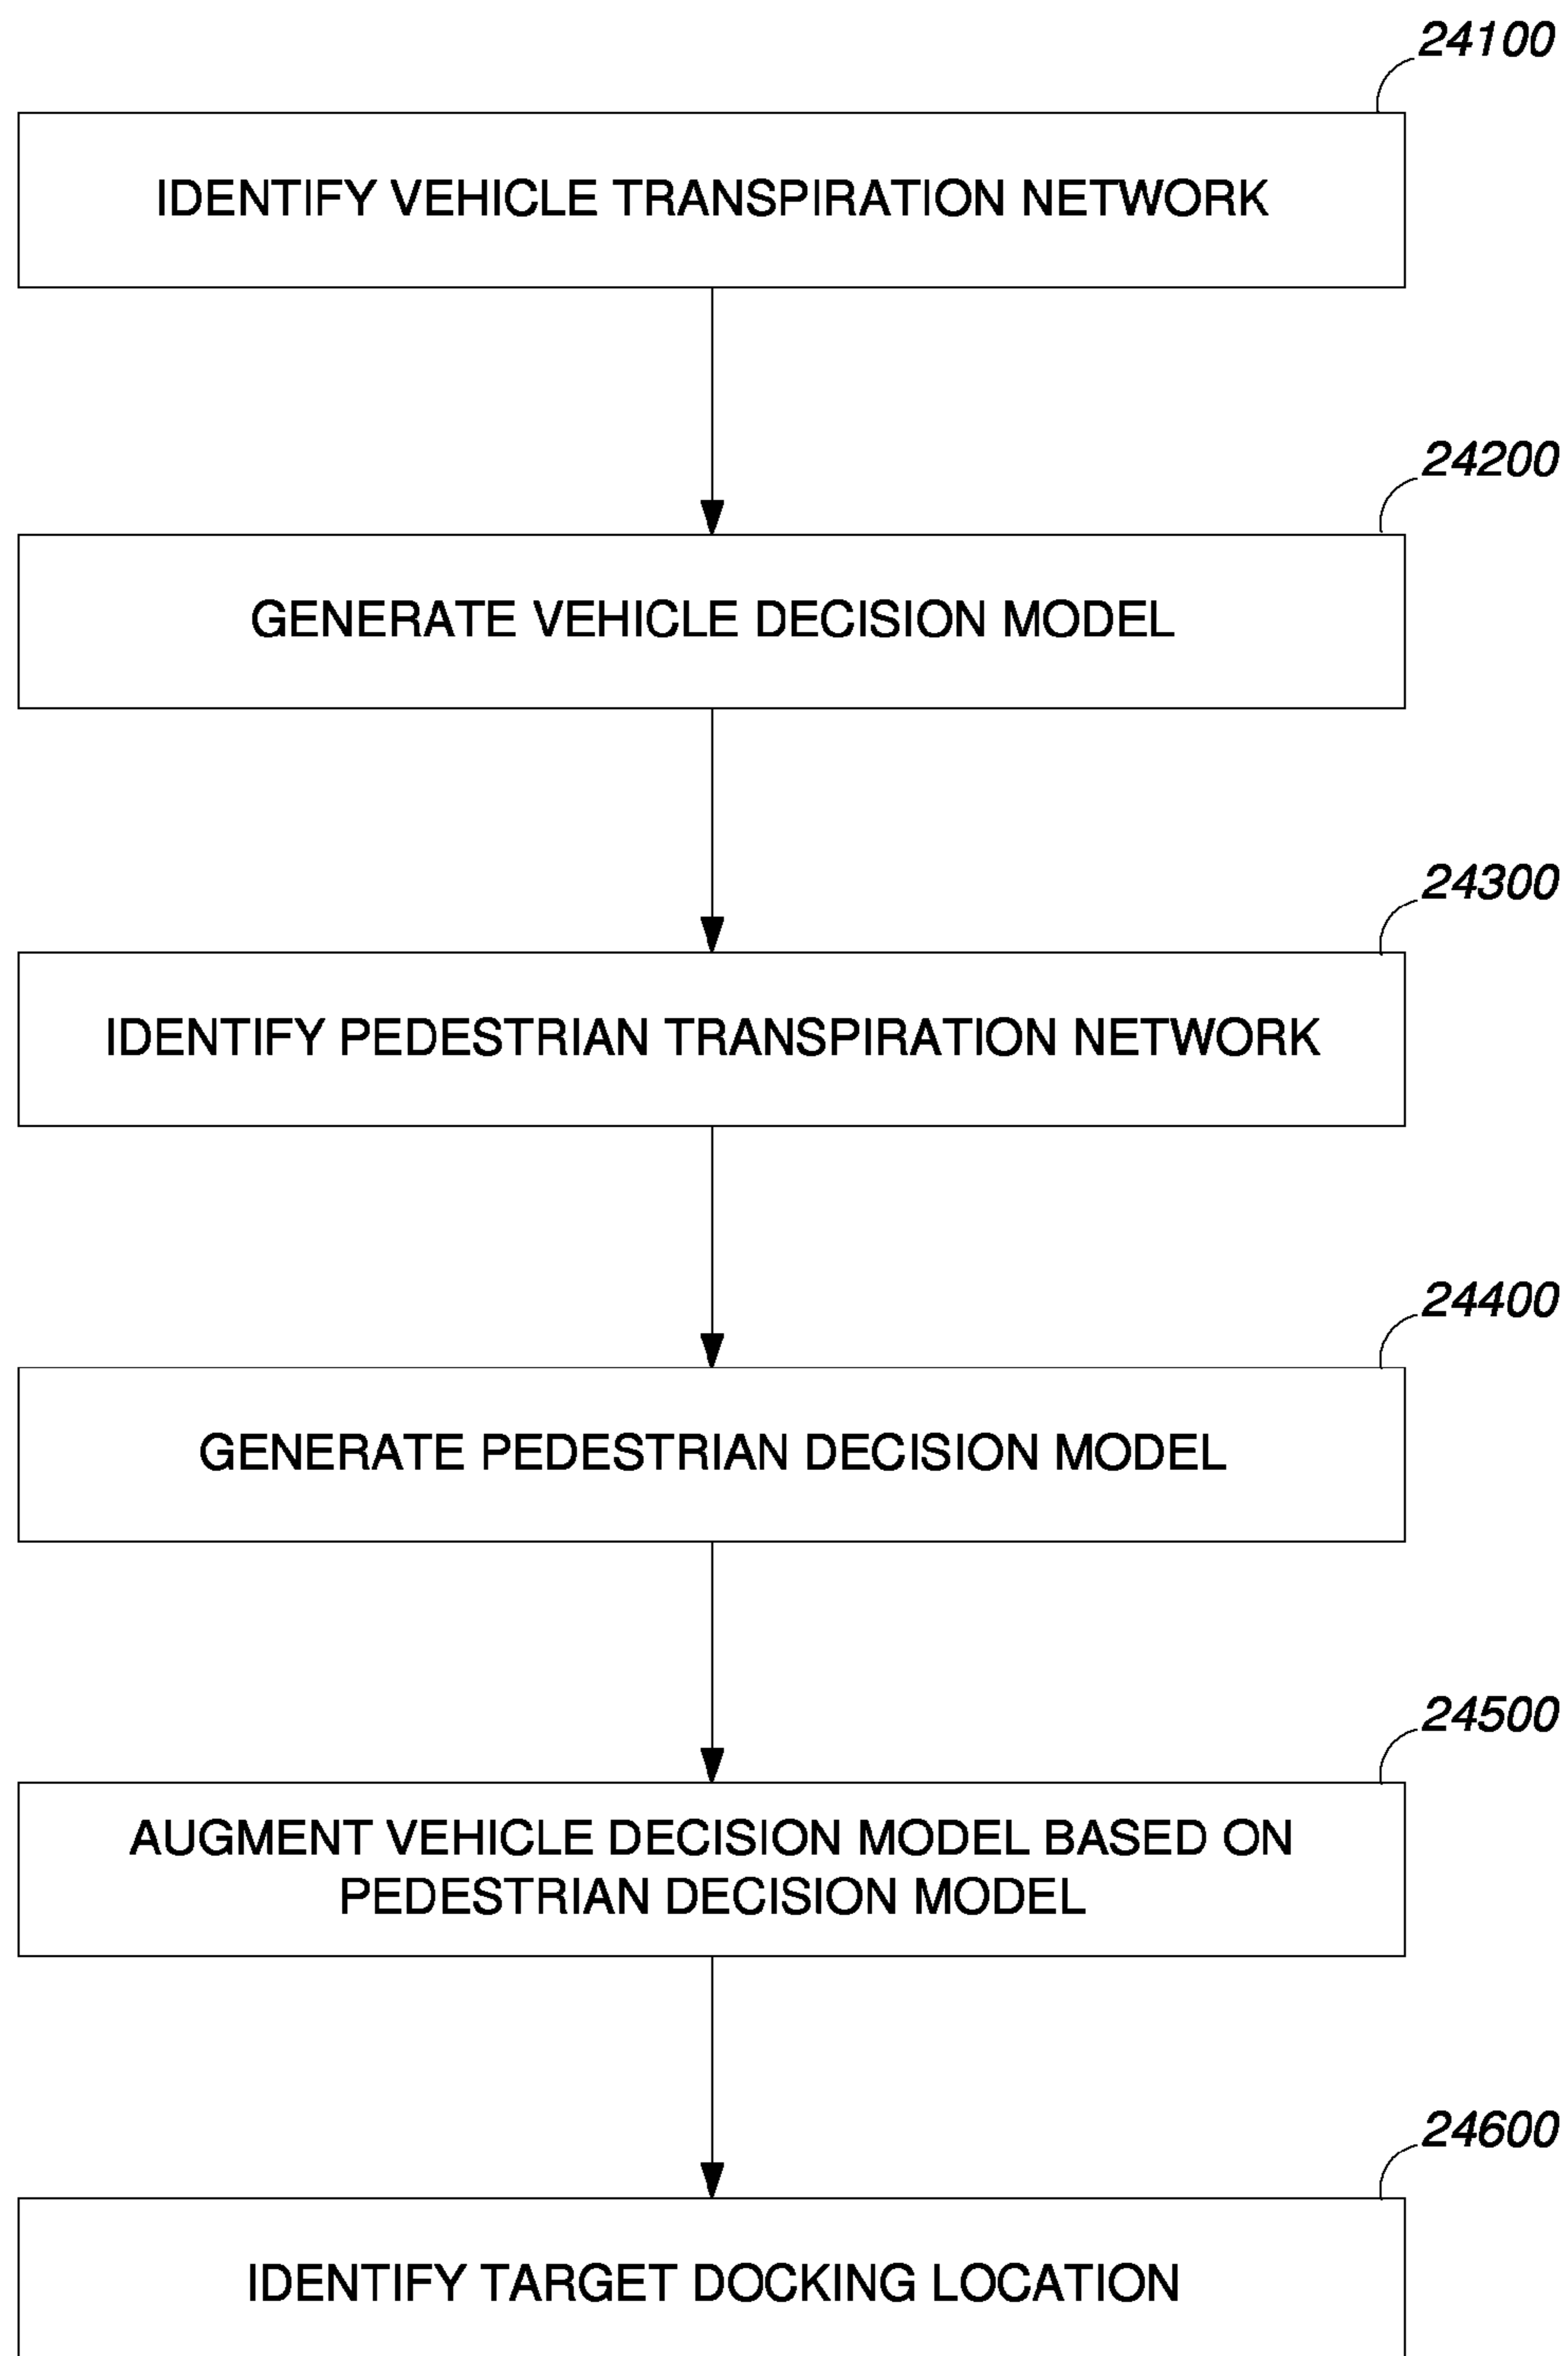 24100
IDENTIFY VEHICLE TRANSPIRATION NETWORK
24200
GENERATE VEHICLE DECISION MODEL
24300
IDENTIFY PEDESTRIAN TRANSPIRATION NETWORK
24400
GENERATE PEDESTRIAN DECISION MODEL
24500
AUGMENT VEHICLE DECISION MODEL BASED ON
PEDESTRIAN DECISION MODEL
24600
IDENTIFY TARGET DOCKING LOCATION